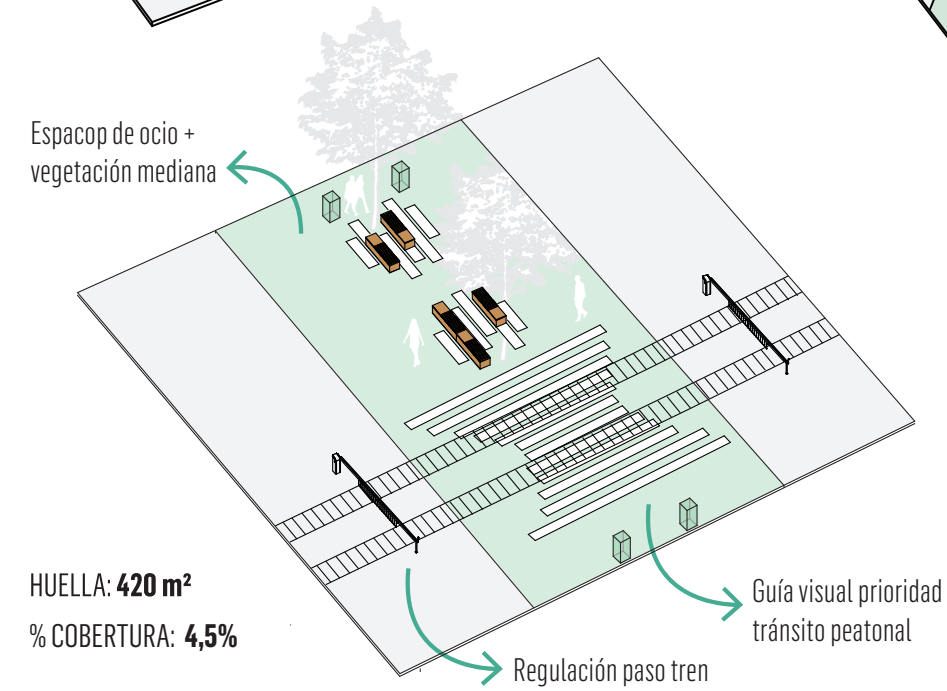 Espacop de ocio +
vegetación mediana
HUELLA: 420 m²
% COBERTURA: 4,5%
Guía visual prioridad
tránsito peatonal
Regulación paso tren